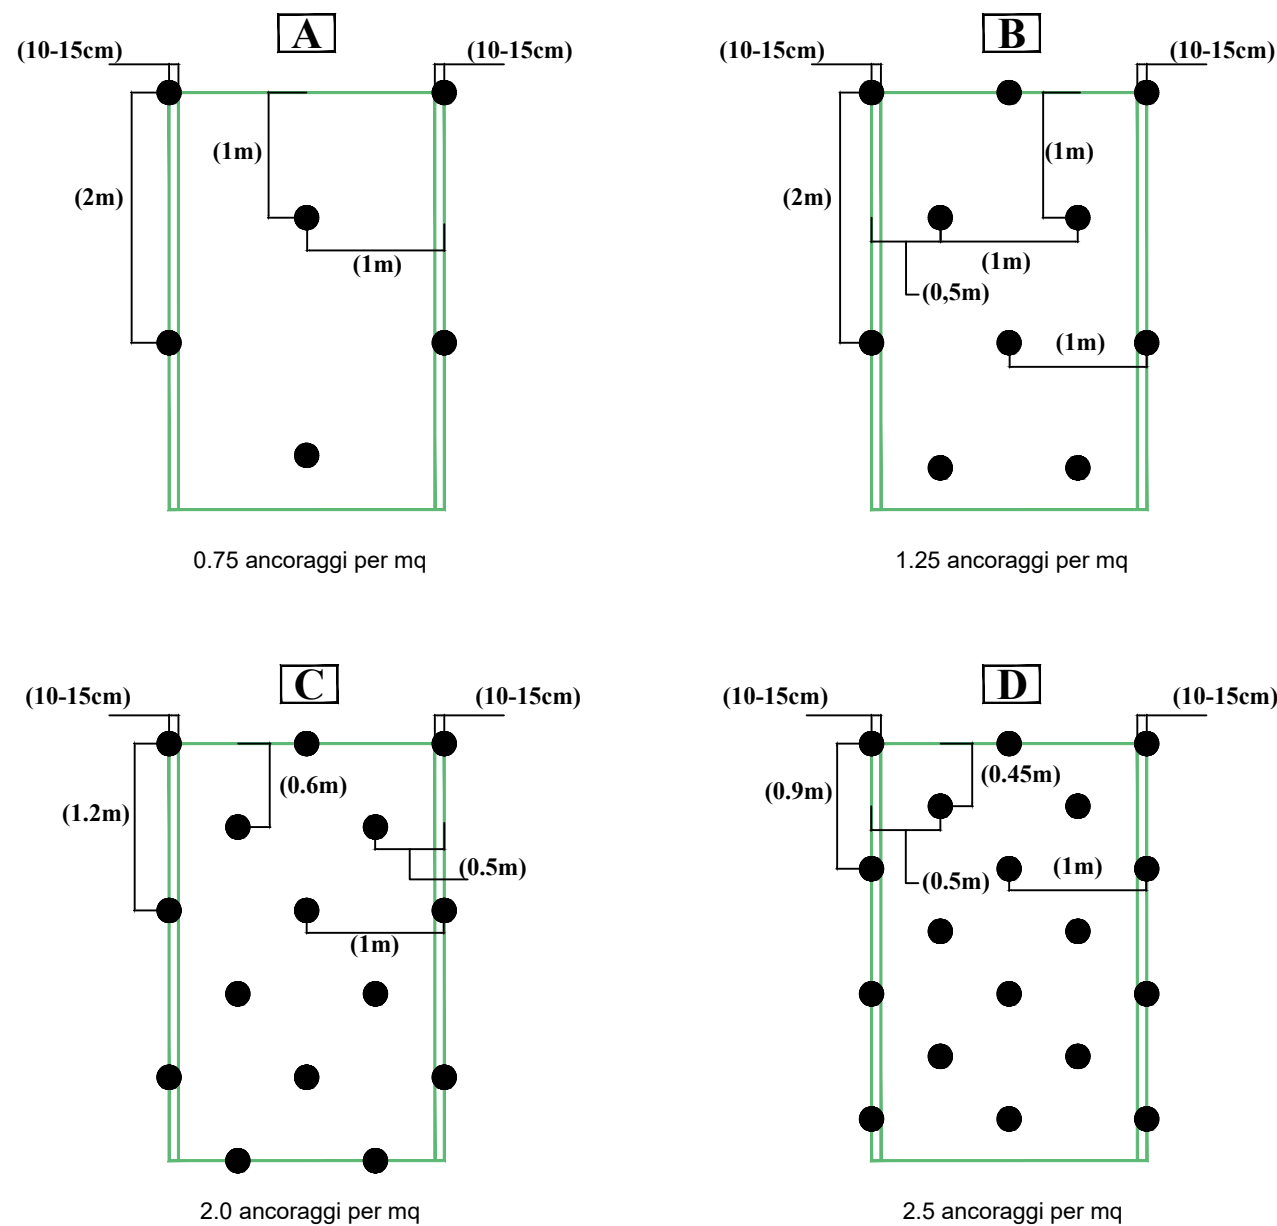 A
(10-15cm)
(10-15cm)
(1m)
(2m)
(1m)
0.75 ancoraggi per mq
B
(10-15cm)
(10-15cm)
(1m)
(2m)
(1m)
(0,5m)
(1m)
1.25 ancoraggi per mq
C
(10-15cm)
(10-15cm)
(0.6m)
(1.2m)
(0.5m)
(1m)
2.0 ancoraggi per mq
D
(10-15cm)
(10-15cm)
(0.45m)
(0.9m)
(1m)
(0.5m)
2.5 ancoraggi per mq